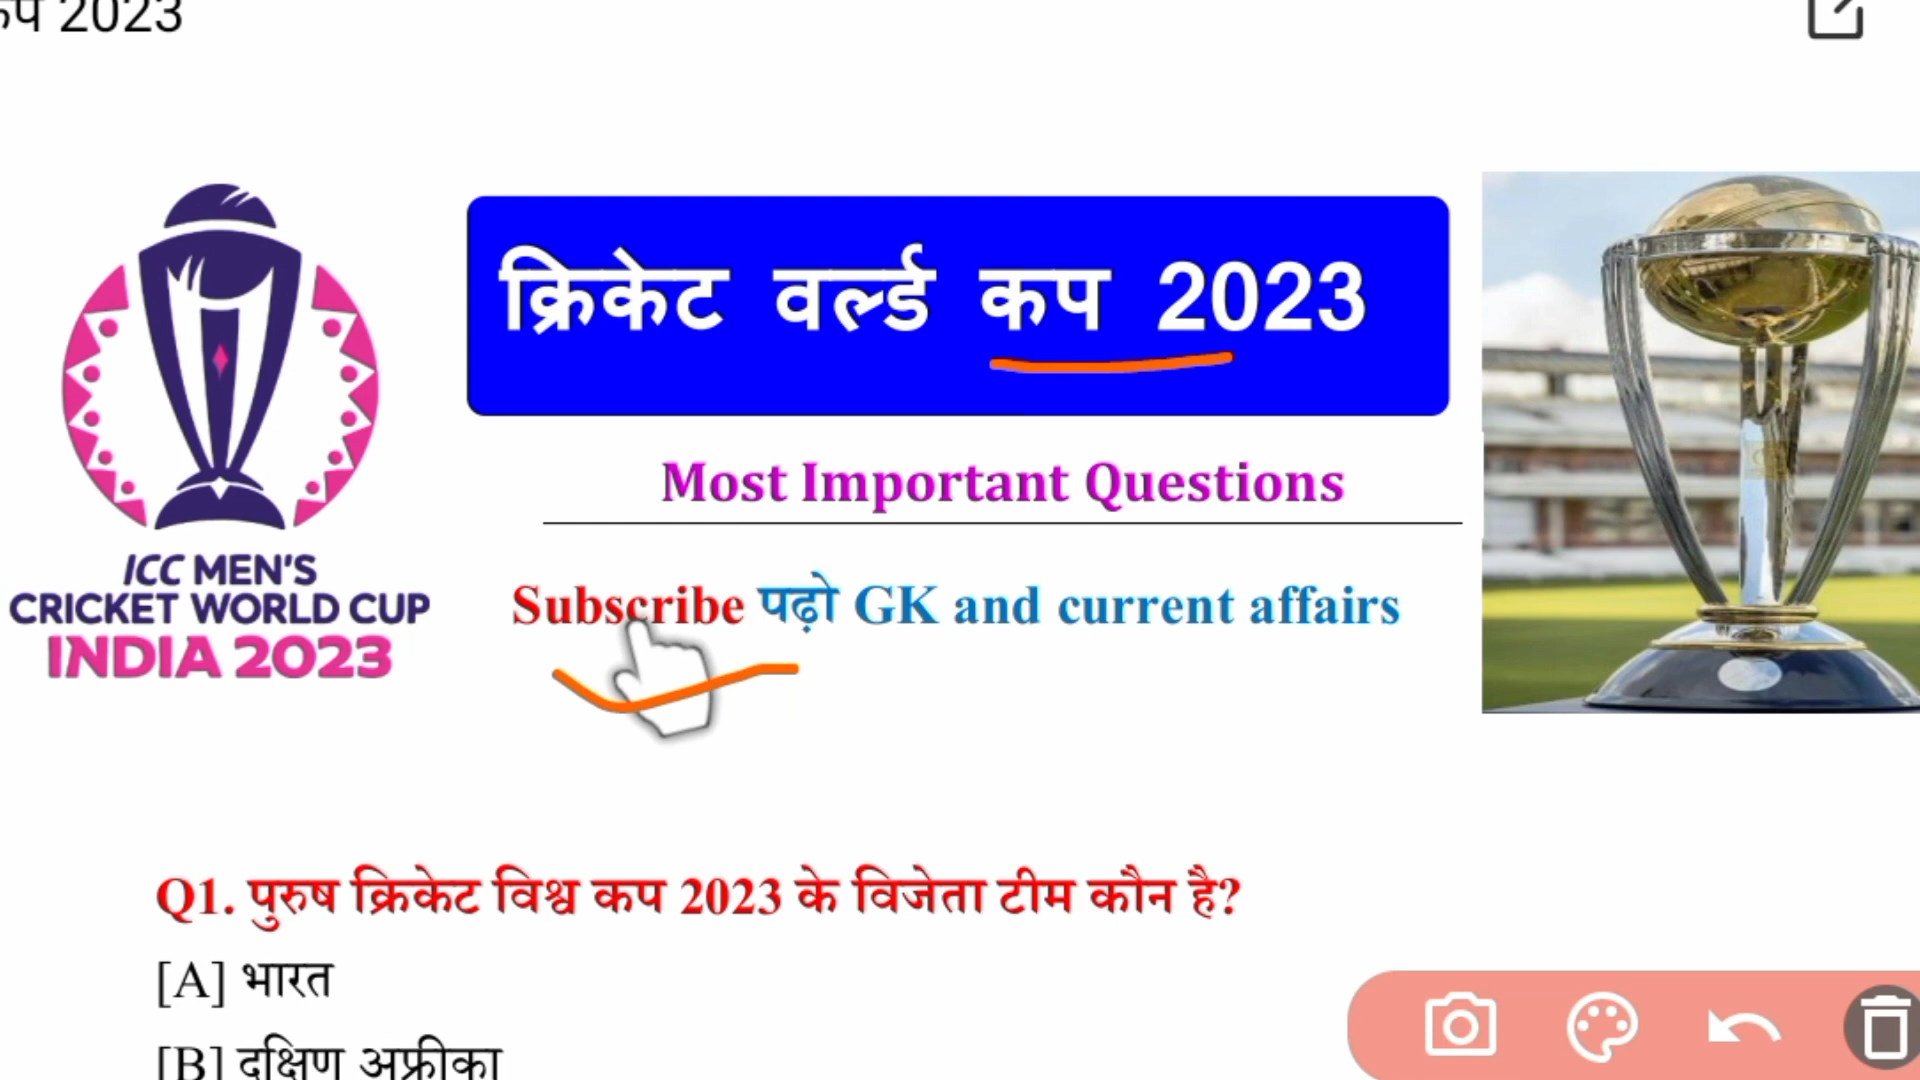 कप 2023
क्रिकेट वर्ल्ड कप 2023
Most Important Questions
ICC MEN'S
CRICKET WORLD CUP
INDIA 2023
Subscribe पढ़ो GK and current affairs
Q1. पुरुष क्रिकेट विश्व कप 2023 के विजेता टीम कौन है?
[A] भारत
[B] दक्षिण अफ्रीका